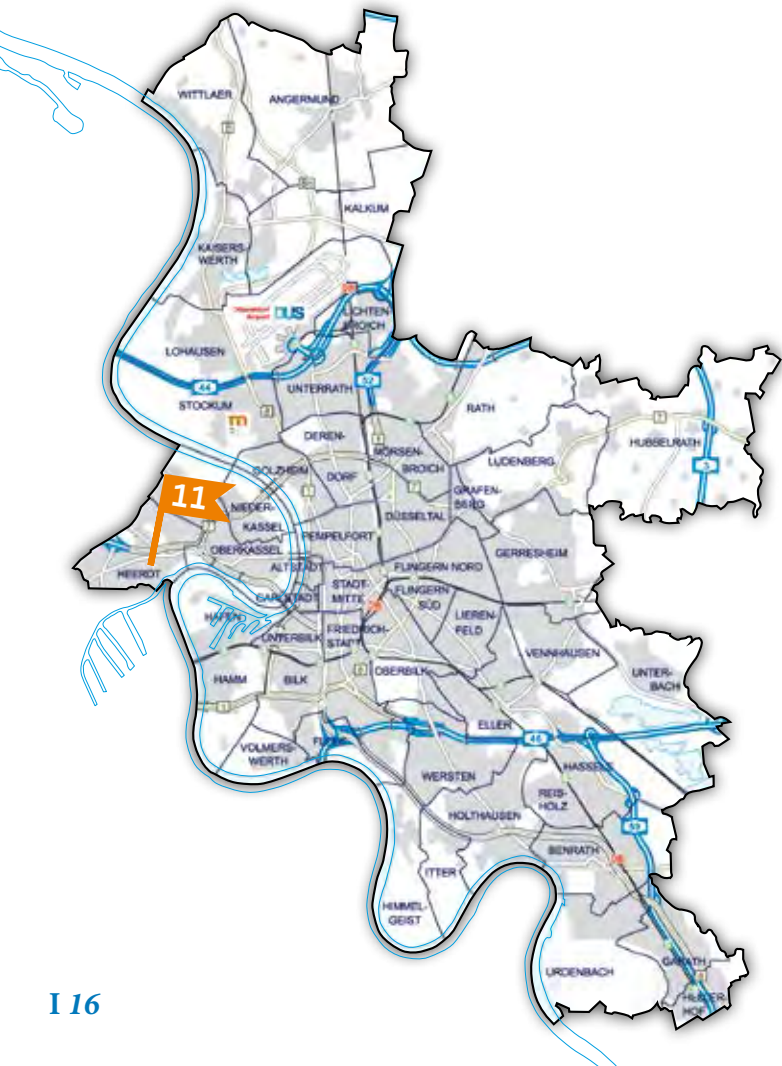 WITTLAER
ANGERMUND
KALKUM
KAISERS-
WERTH
Airport
DUS
LICHTEN-
BROICH
LOHAUSEN
44
52
UNTERRATH
STOCKUM
RATH
DEREN-
DORF
MÖRSEN-
BROICH
HUBBELRATH
3
LUDENBERG
GOLZHEIM
GRAFEN-
BERG
11
NIEDER-
KASSEL
DÜSSELTAL
PEMPELFORT
OBERKASSEL
GERRESHEIM
ALTSTADT
FLINGERN NORD
HEERDT
STADT-
MITTE
FLINGERN
SÜD
CARLSTADT
HAFEN
LIEREN-
FELD
UNTERBILK
FRIEDRICH-
STADT
VENNHAUSEN
UNTER-
BACH
OBERBILK
HAMM
BILK
ELLER
46
VOLMERS-
WERTH
HASSELS
WERSTEN
REIS-
HOLZ
HOLTHAUSEN
59
BENRATH
ITTER
HIMMEL-
GEIST
GARATH
URDENBACH
HELLER-
HOF
I 16